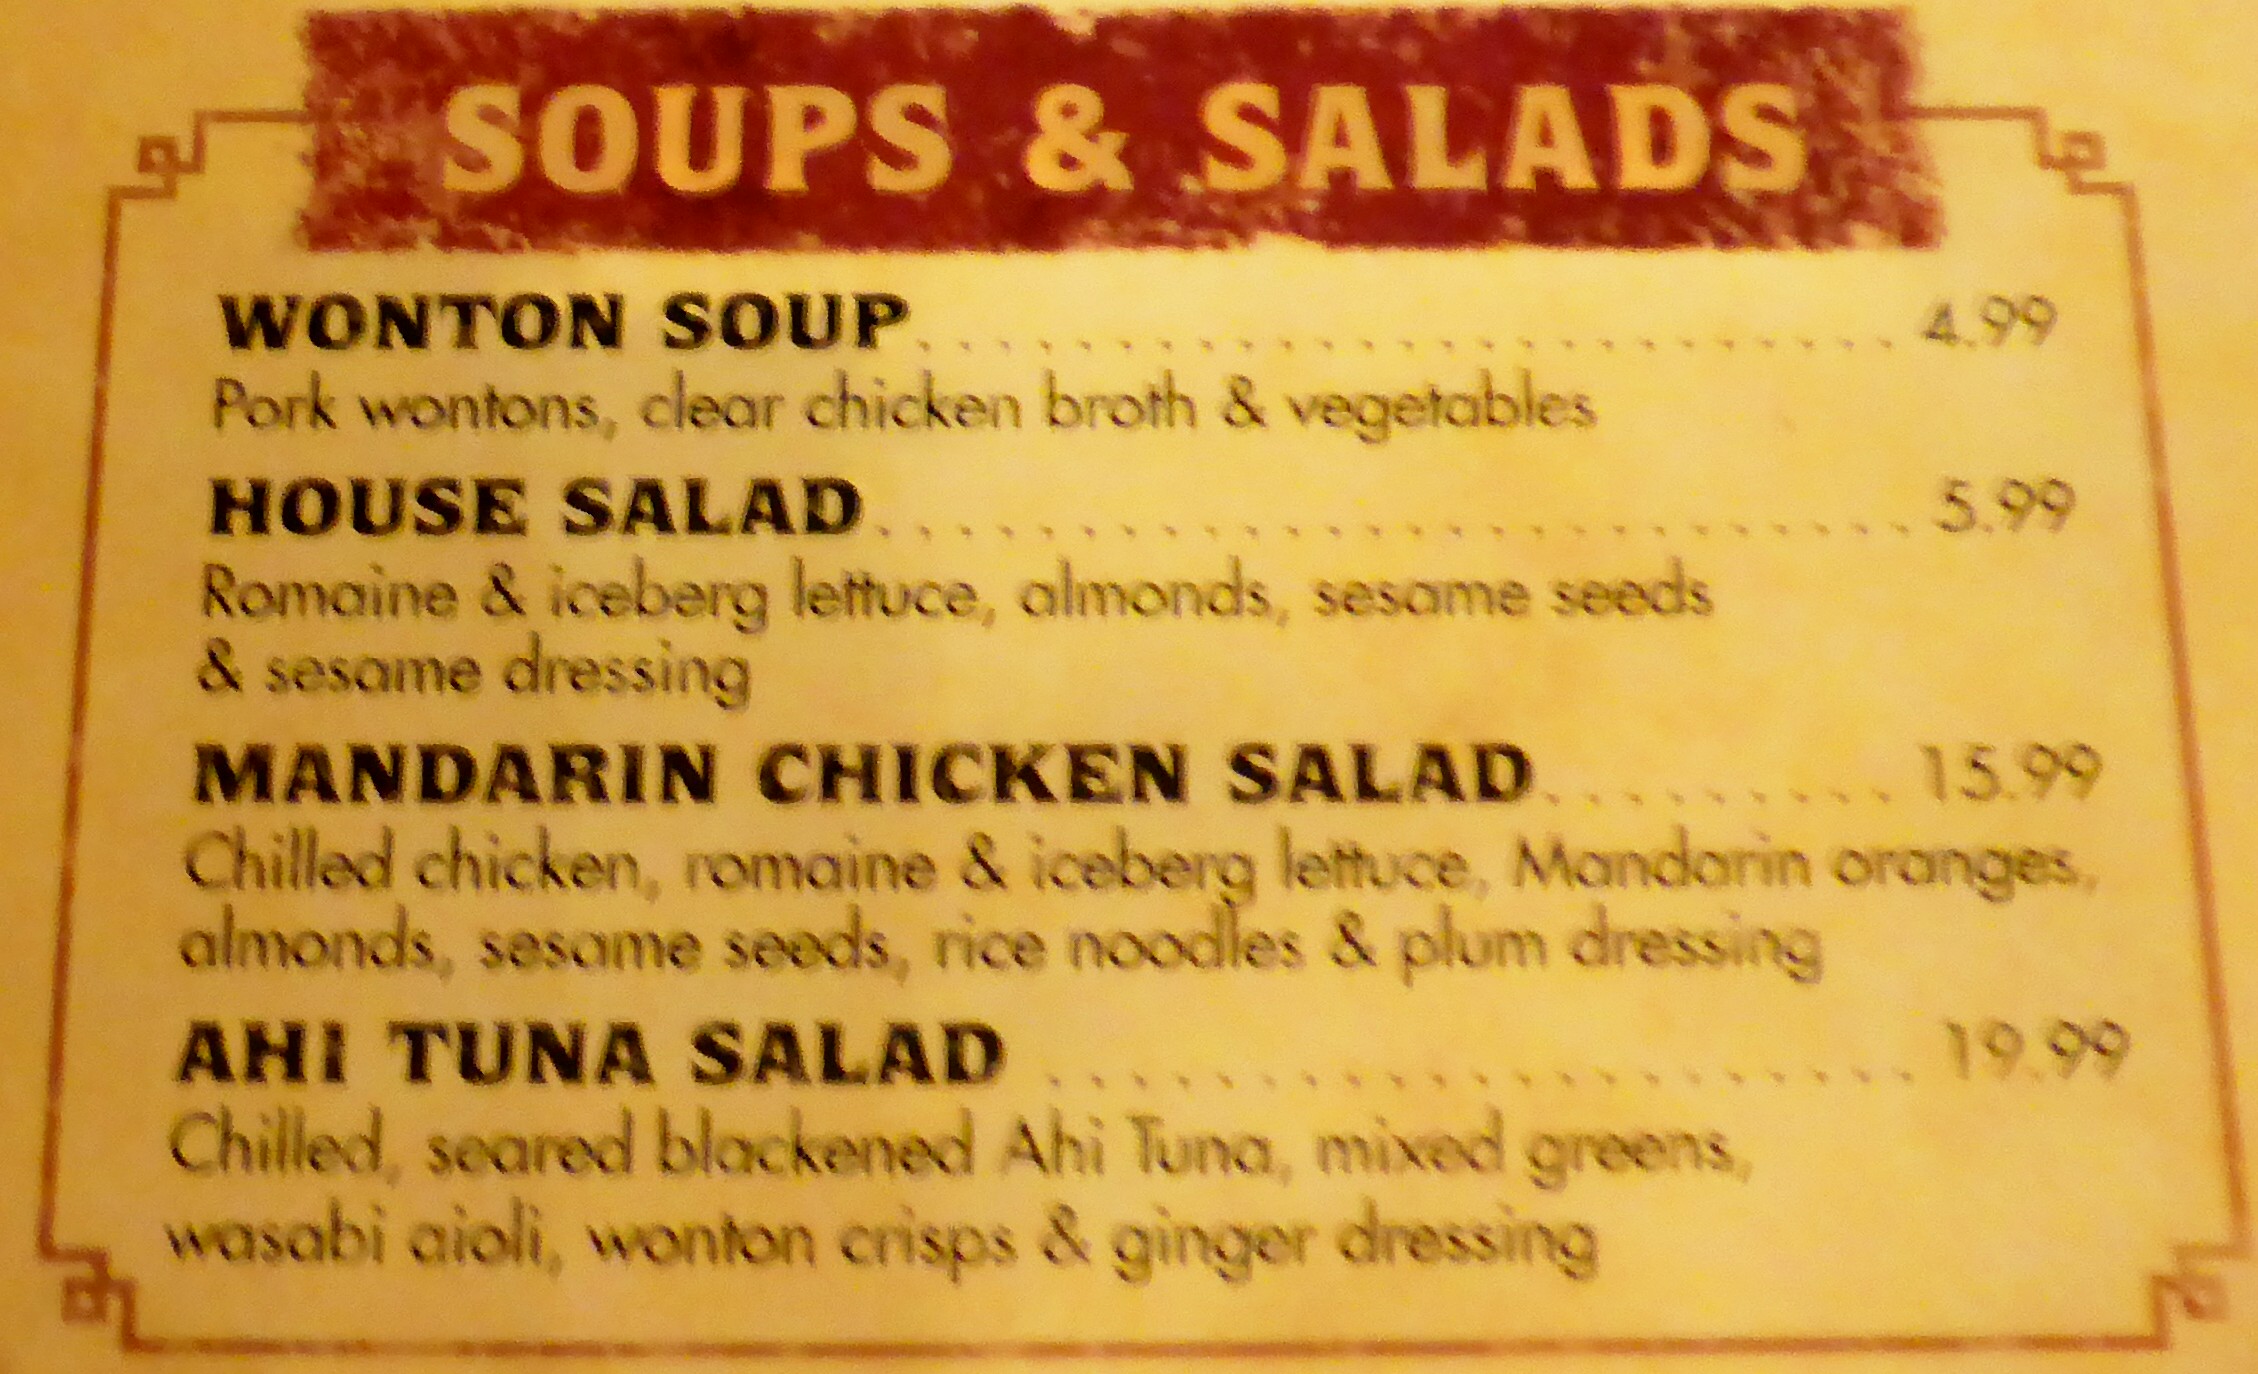 SOUPS & SALADS
WONTON SOUP........................ 4.99
Pork wontons, clear chicken broth & vegetables
HOUSE SALAD.......................... 5.99
Romaine & iceberg lettuce, almonds, sesame seeds
& sesame dressing
MANDARIN CHICKEN SALAD......... 15.99
Chilled chicken, romaine & iceberg lettuce, Mandarin oranges,
almonds, sesame seeds, rice noodles & plum dressing
AHI TUNA SALAD ..................... 19.99
Chilled, seared blackened Ahi Tuna, mixed greens,
wasabi aioli, wonton crisps & ginger dressing